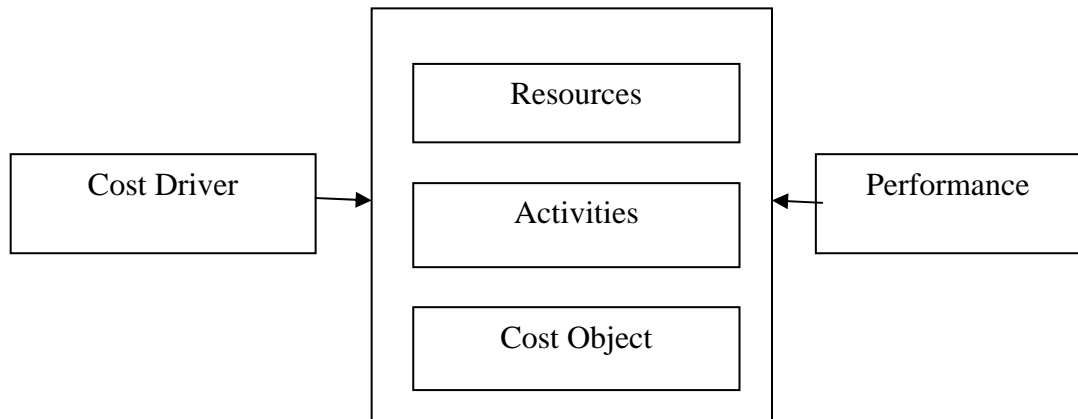 Resources
Cost Driver
Activities
Performance
Cost Object